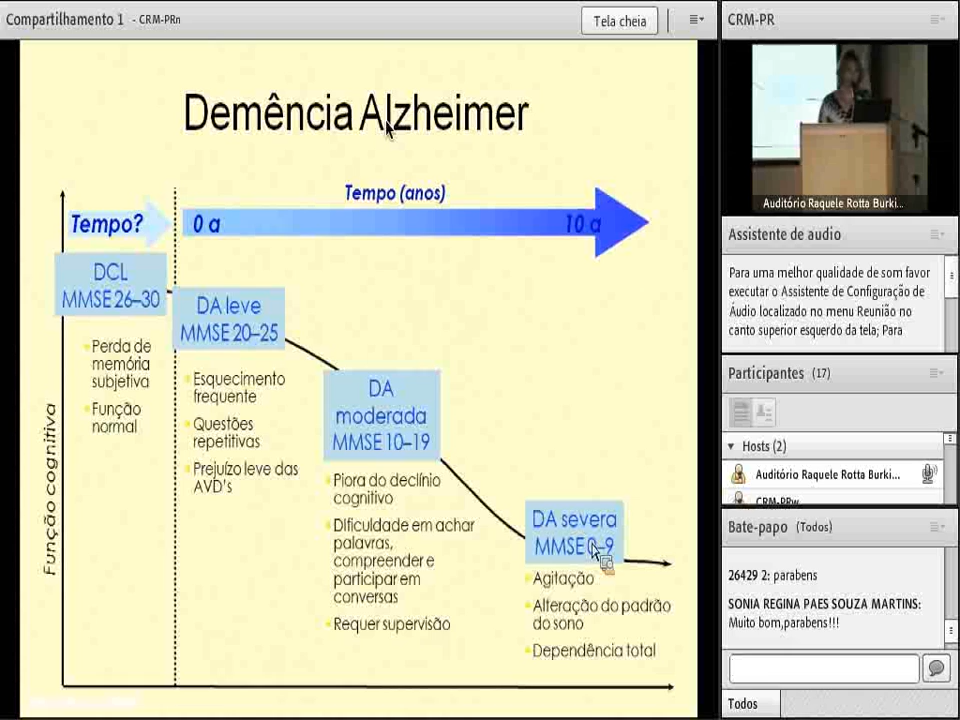 Compartilhamento 1 - CRM-PRn
Tela cheia
Demência Alzheimer
Tempo (anos)
Tempo?
0 a
10 a
DCL
MMSE 26–30
DA leve
MMSE 20–25
DA
moderada
MMSE 10–19
DA severa
MMSE 0–9
Perda de
memória
subjetiva
Função
normal
Esquecimento
frequente
Questões
repetitivas
Prejuízo leve das
AVD's
Piora do declínio
cognitivo
DIficuldade em achar
palavras,
compreender e
participar em
conversas
Requer supervisão
Agitação
Alteração do padrão
do sono
Dependência total
Função cognitiva
CRM-PR
Auditório Raquele Rotta Burki...
Assistente de audio
Para uma melhor qualidade de som favor
executar o Assistente de Configuração de
Áudio localizado no menu Reunião no
canto superior esquerdo da tela; Para
Participantes (17)
Hosts (2)
Auditório Raquele Rotta Burki...
CRM-PRw
Bate-papo (Todos)
26429 2: parabens
SONIA REGINA PAES SOUZA MARTINS:
Muito bom,parabens!!!
Todos